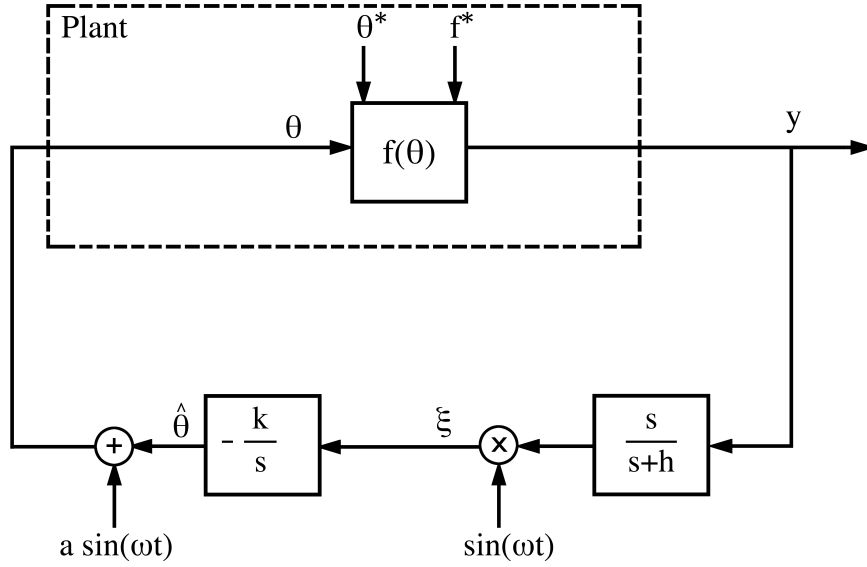 Plant
θ*
f*
θ
f(θ)
y
θ̂
- k/s
ξ
x
s/s+h
+
a sin(ωt)
sin(ωt)